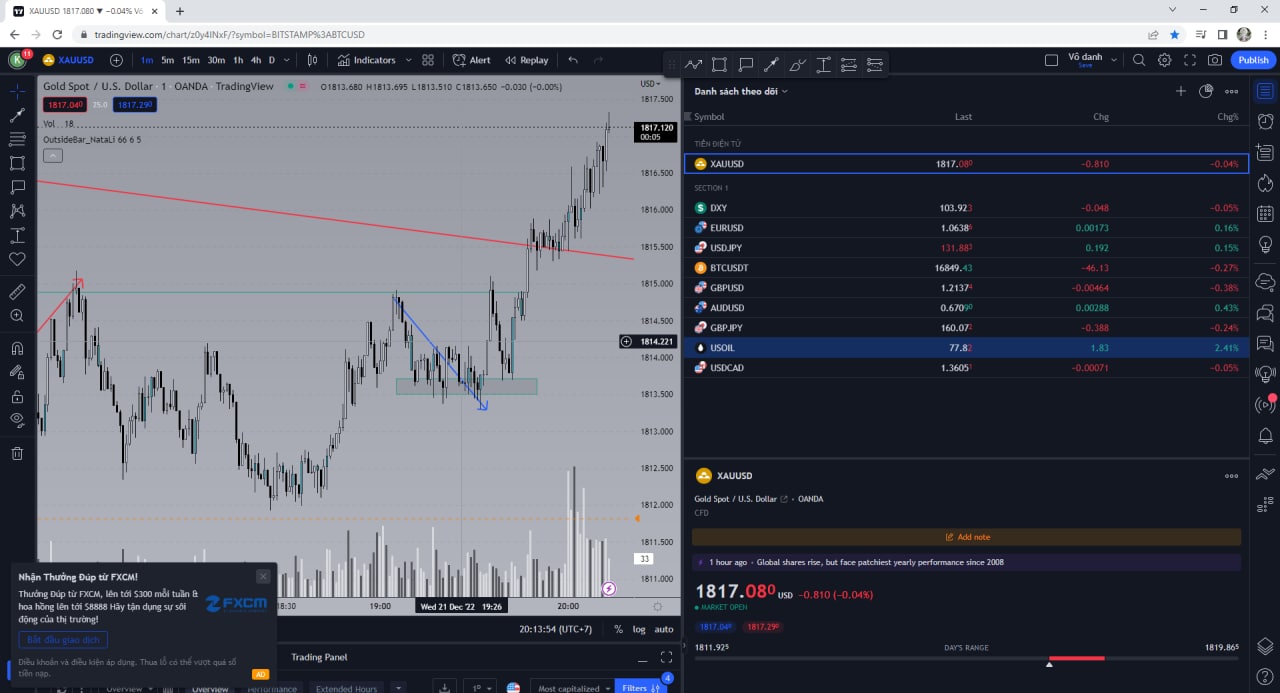 XAUUSD 1817.080 ▼ −0.04% Vô
tradingview.com/chart/z0y4INxF/?symbol=BITSTAMP%3ABTCUSD
K 11
XAUUSD
1m 5m 15m 30m 1h 4h D
Indicators
Alert
Replay
Vô danh
Save
Publish
Gold Spot / U.S. Dollar · 1 · OANDA · TradingView
O1813.680 H1813.695 L1813.510 C1813.650 −0.030 (−0.00%)
1817.040 25.0 1817.290
Vol 18
OutsideBar_NataLi 66 6 5
USD
1817.500
1817.120
00:05
1816.500
1816.000
1815.500
1815.000
1814.500
1814.221
1814.000
1813.500
1813.000
1812.500
1812.000
1811.500
33
1811.000
18:30 19:00 Wed 21 Dec '22 19:26 20:00
20:13:54 (UTC+7) % log auto
Trading Panel
Overview Overview Performance Extended Hours
1D
Most capitalized
Filters 4
Nhận Thưởng Đúp từ FXCM!
Thưởng Đúp từ FXCM, lên tới $300 mỗi tuần &
hoa hồng lên tới $8888 Hãy tận dụng sự sôi
động của thị trường!
FXCM
Bắt đầu giao dịch
Điều khoản và điều kiện áp dụng. Thua lỗ có thể vượt quá số
tiền nạp.
AD
Danh sách theo dõi
Symbol Last Chg Chg%
TIỀN ĐIỆN TỬ
XAUUSD 1817.080 −0.810 −0.04%
SECTION 1
DXY 103.923 −0.048 −0.05%
EURUSD 1.06386 0.00173 0.16%
USDJPY 131.883 0.192 0.15%
BTCUSDT 16849.43 −46.13 −0.27%
GBPUSD 1.21374 −0.00464 −0.38%
AUDUSD 0.67090 0.00288 0.43%
GBPJPY 160.072 −0.388 −0.24%
USOIL 77.82 1.83 2.41%
USDCAD 1.36051 −0.00071 −0.05%
XAUUSD
Gold Spot / U.S. Dollar · OANDA
CFD
Add note
1 hour ago · Global shares rise, but face patchiest yearly performance since 2008
1817.080 USD −0.810 (−0.04%)
MARKET OPEN
1817.040 1817.290
1811.925 DAY'S RANGE 1819.865